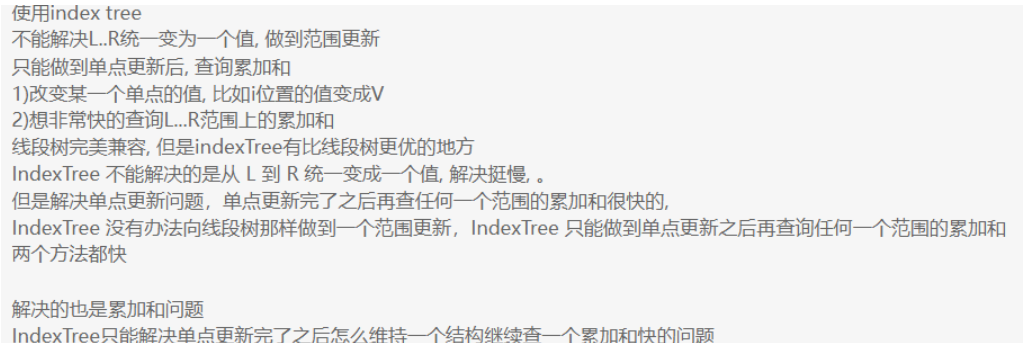 使用index tree
不能解决L..R统一变为一个值, 做到范围更新
只能做到单点更新后, 查询累加和
1)改变某一个单点的值, 比如i位置的值变成V
2)想非常快的查询L...R范围上的累加和
线段树完美兼容, 但是indexTree有比线段树更优的地方
IndexTree 不能解决的是从 L 到 R 统一变成一个值, 解决挺慢, 。
但是解决单点更新问题，单点更新完了之后再查任何一个范围的累加和很快的,
IndexTree 没有办法向线段树那样做到一个范围更新，IndexTree 只能做到单点更新之后再查询任何一个范围的累加和
两个方法都快
解决的也是累加和问题
IndexTree只能解决单点更新完了之后怎么维持一个结构继续查一个累加和快的问题